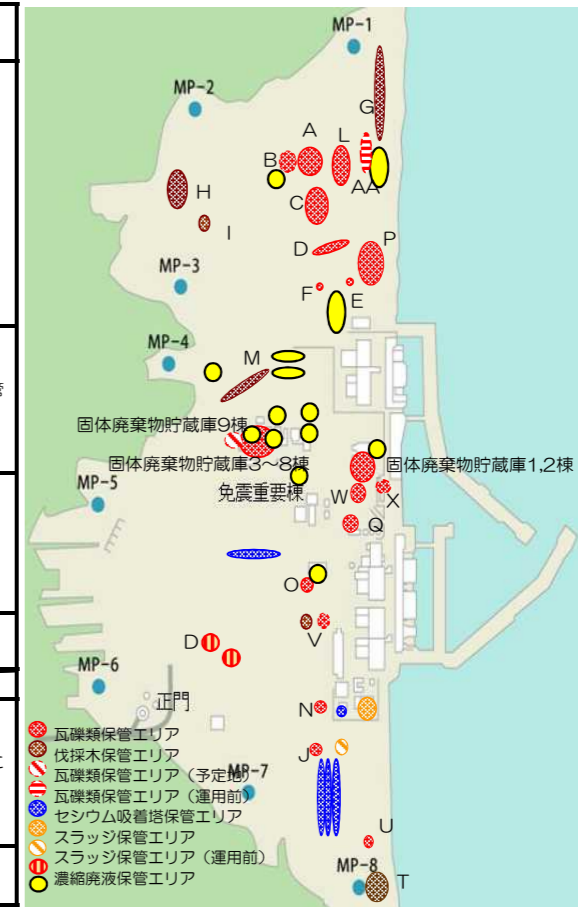 MP-1
MP-2
G
A
L
B
AA
H
C
I
D
P
MP-3
F
E
MP-4
M
管
固体廃棄物貯蔵庫9棟
固体廃棄物貯蔵庫3～8棟
固体廃棄物貯蔵庫1,2棟
免震重要棟
MP-5
W
X
Q
O
V
D
MP-6
正門
N
J
MP-7
U
MP-8
T
瓦礫類保管エリア
伐採木保管エリア
瓦礫類保管エリア（予定地）
瓦礫類保管エリア（運用前）
セシウム吸着塔保管エリア
スラッジ保管エリア
スラッジ保管エリア（運用前）
濃縮廃液保管エリア